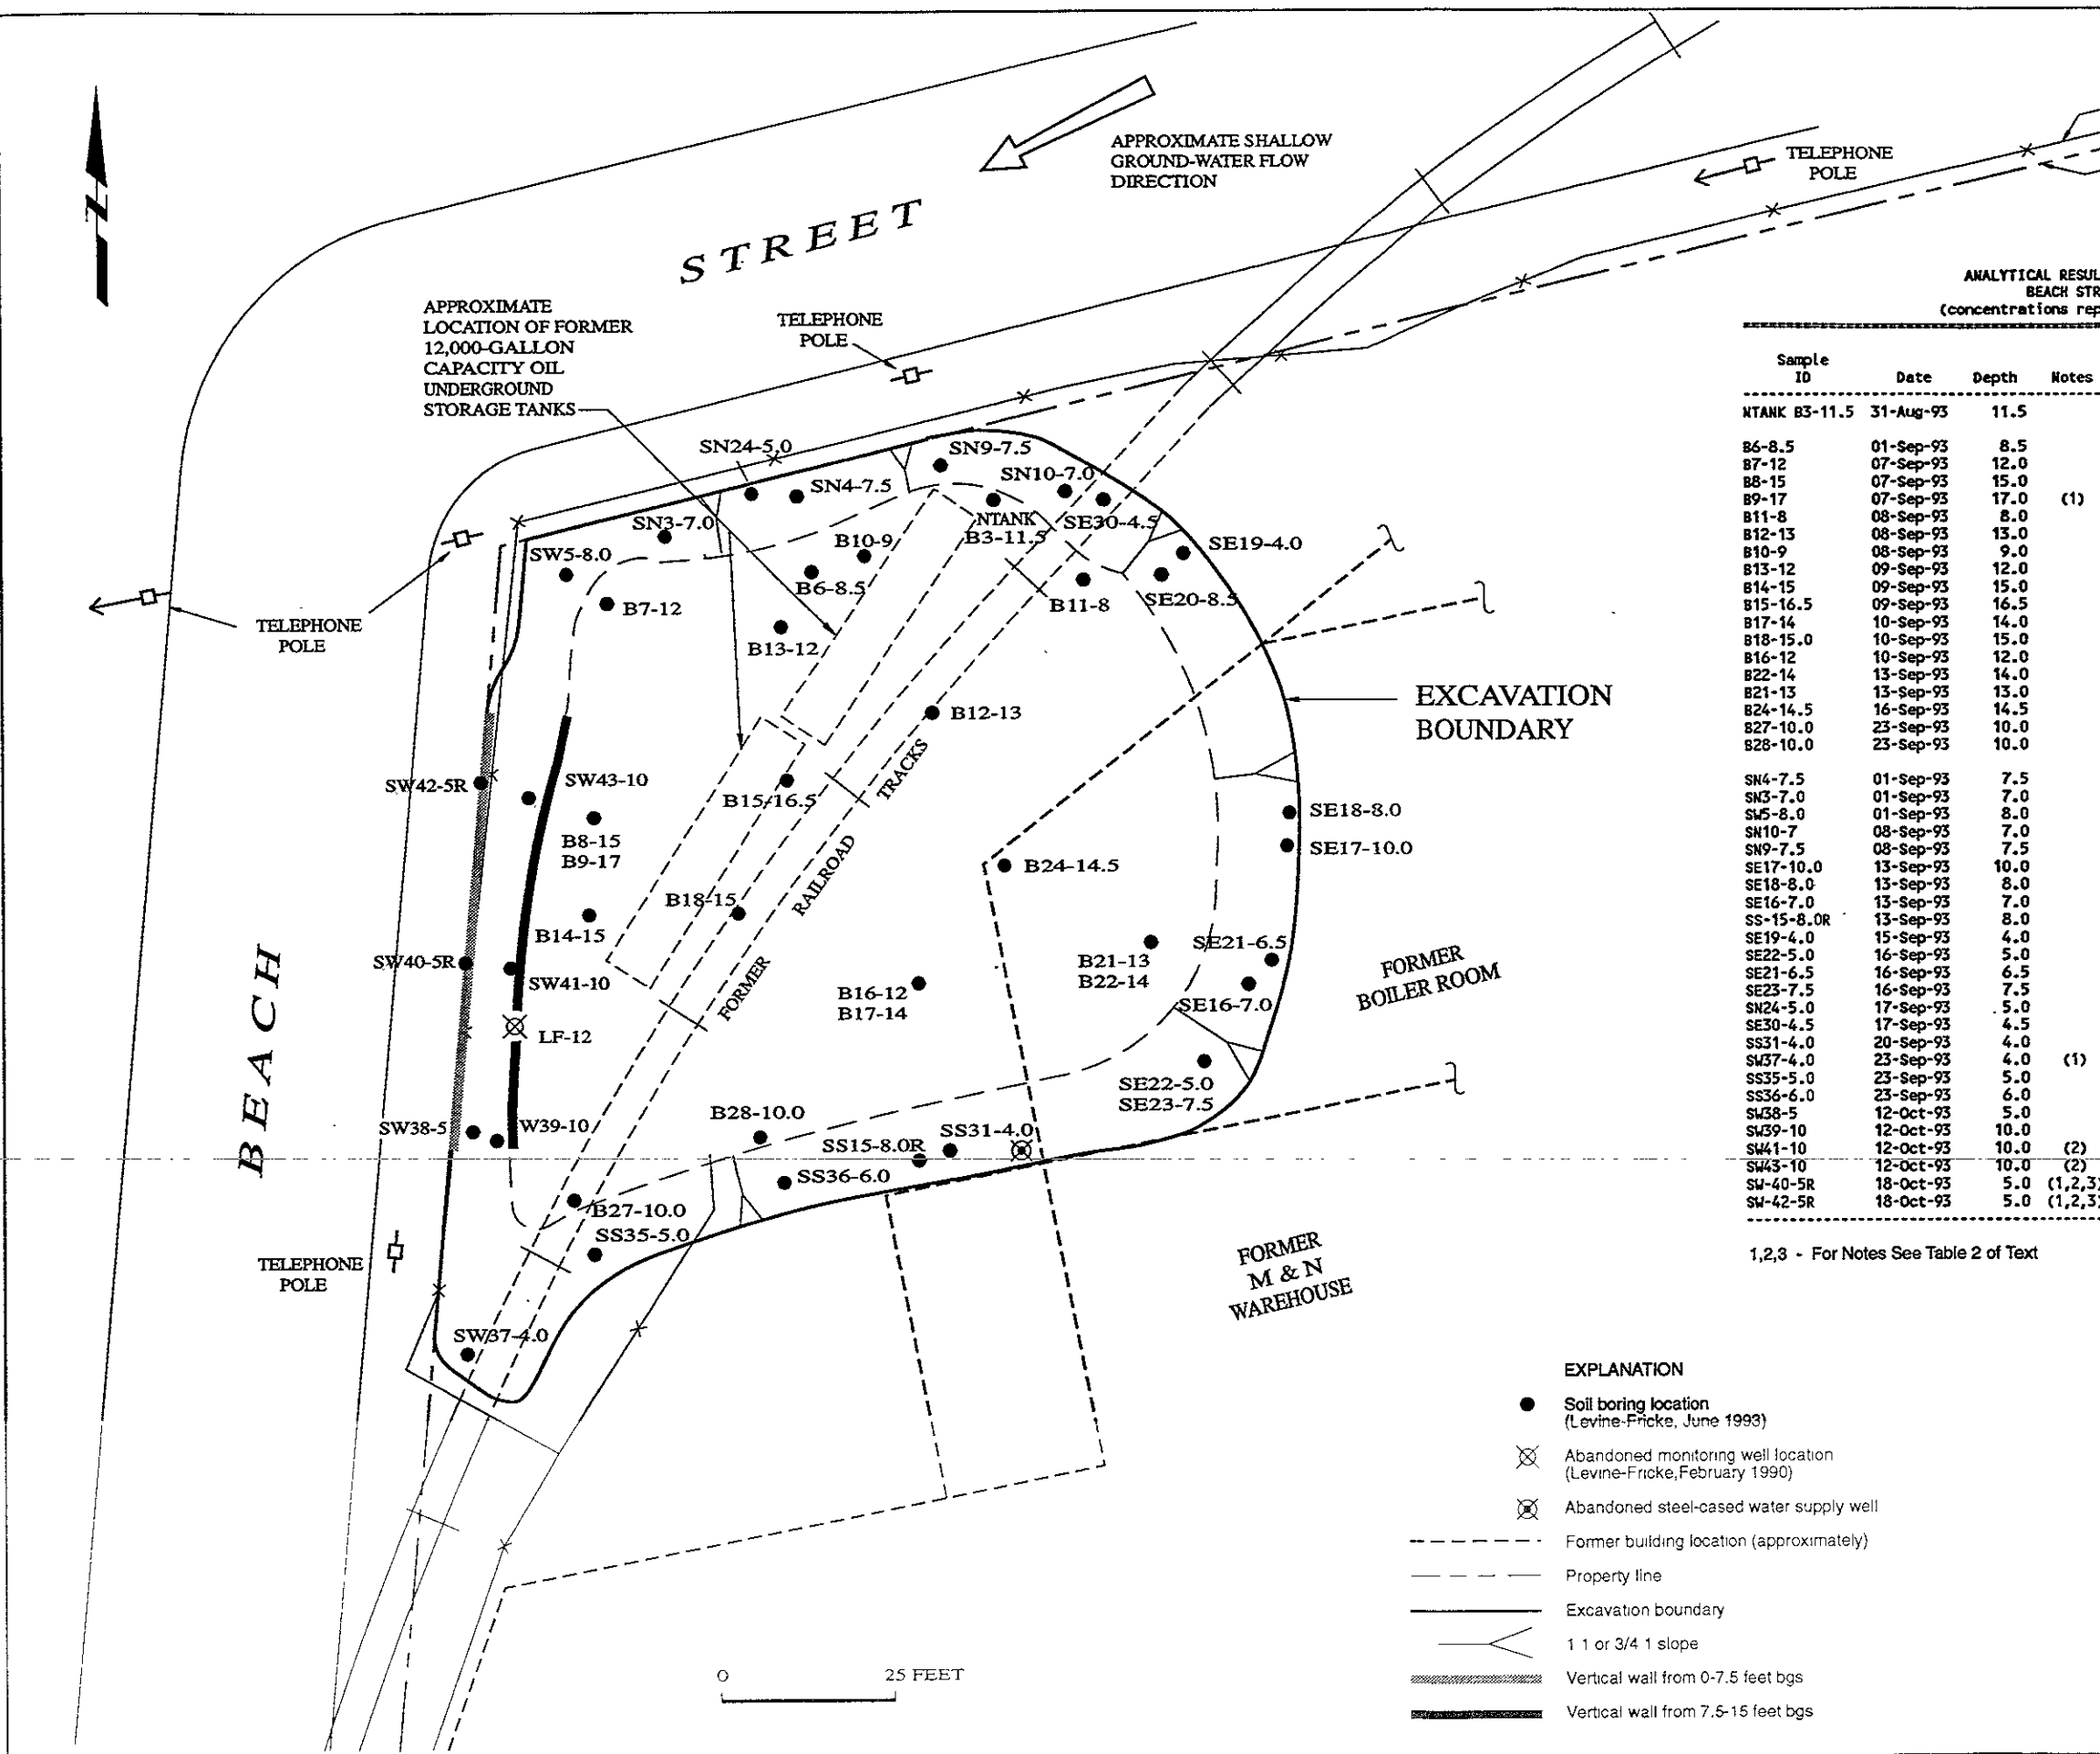 N
APPROXIMATE SHALLOW
GROUND-WATER FLOW
DIRECTION
STREET
TELEPHONE
POLE
APPROXIMATE
LOCATION OF FORMER
12,000-GALLON
CAPACITY OIL
UNDERGROUND
STORAGE TANKS
TELEPHONE
POLE
SN24-5.0
SN9-7.5
SN4-7.5
SN10-7.0
SN3-7.0
NTANK
B3-11.5
SE30-4.5
SW5-8.0
B10-9
SE19-4.0
B6-8.5
B7-12
B11-8
SE20-8.5
TELEPHONE
POLE
B13-12
EXCAVATION
BOUNDARY
B12-13
SW42-5R
SW43-10
B15-16.5
TRACKS
B8-15
B9-17
SE18-8.0
SE17-10.0
RAILROAD
B24-14.5
B18-15
B14-15
SW40-5R
SW41-10
FORMER
B21-13
B22-14
SE21-6.5
B16-12
B17-14
SE16-7.0
FORMER
BOILER ROOM
BEACH
LF-12
SE22-5.0
SE23-7.5
B28-10.0
SW38-5
W39-10
SS15-8.0R
SS31-4.0
SS36-6.0
B27-10.0
SS35-5.0
TELEPHONE
POLE
FORMER
M & N
WAREHOUSE
SW37-4.0
0 25 FEET
ANALYTICAL RESUL
BEACH STR
(concentrations rep
Sample
ID Date Depth Notes
NTANK B3-11.5 31-Aug-93 11.5
B6-8.5 01-Sep-93 8.5
B7-12 07-Sep-93 12.0
B8-15 07-Sep-93 15.0
B9-17 07-Sep-93 17.0 (1)
B11-8 08-Sep-93 8.0
B12-13 08-Sep-93 13.0
B10-9 08-Sep-93 9.0
B13-12 09-Sep-93 12.0
B14-15 09-Sep-93 15.0
B15-16.5 09-Sep-93 16.5
B17-14 10-Sep-93 14.0
B18-15.0 10-Sep-93 15.0
B16-12 10-Sep-93 12.0
B22-14 13-Sep-93 14.0
B21-13 13-Sep-93 13.0
B24-14.5 16-Sep-93 14.5
B27-10.0 23-Sep-93 10.0
B28-10.0 23-Sep-93 10.0
SN4-7.5 01-Sep-93 7.5
SN3-7.0 01-Sep-93 7.0
SW5-8.0 01-Sep-93 8.0
SN10-7 08-Sep-93 7.0
SN9-7.5 08-Sep-93 7.5
SE17-10.0 13-Sep-93 10.0
SE18-8.0 13-Sep-93 8.0
SE16-7.0 13-Sep-93 7.0
SS-15-8.0R 13-Sep-93 8.0
SE19-4.0 15-Sep-93 4.0
SE22-5.0 16-Sep-93 5.0
SE21-6.5 16-Sep-93 6.5
SE23-7.5 16-Sep-93 7.5
SN24-5.0 17-Sep-93 5.0
SE30-4.5 17-Sep-93 4.5
SS31-4.0 20-Sep-93 4.0
SW37-4.0 23-Sep-93 4.0 (1)
SS35-5.0 23-Sep-93 5.0
SS36-6.0 23-Sep-93 6.0
SW38-5 12-Oct-93 5.0
SW39-10 12-Oct-93 10.0
SW41-10 12-Oct-93 10.0 (2)
SW43-10 12-Oct-93 10.0 (2)
SW-40-5R 18-Oct-93 5.0 (1,2,3)
SW-42-5R 18-Oct-93 5.0 (1,2,3)
1,2,3 - For Notes See Table 2 of Text
EXPLANATION
Soil boring location
(Levine-Fricke, June 1993)
Abandoned monitoring well location
(Levine-Fricke,February 1990)
Abandoned steel-cased water supply well
Former building location (approximately)
Property line
Excavation boundary
1 1 or 3/4 1 slope
Vertical wall from 0-7.5 feet bgs
Vertical wall from 7.5-15 feet bgs